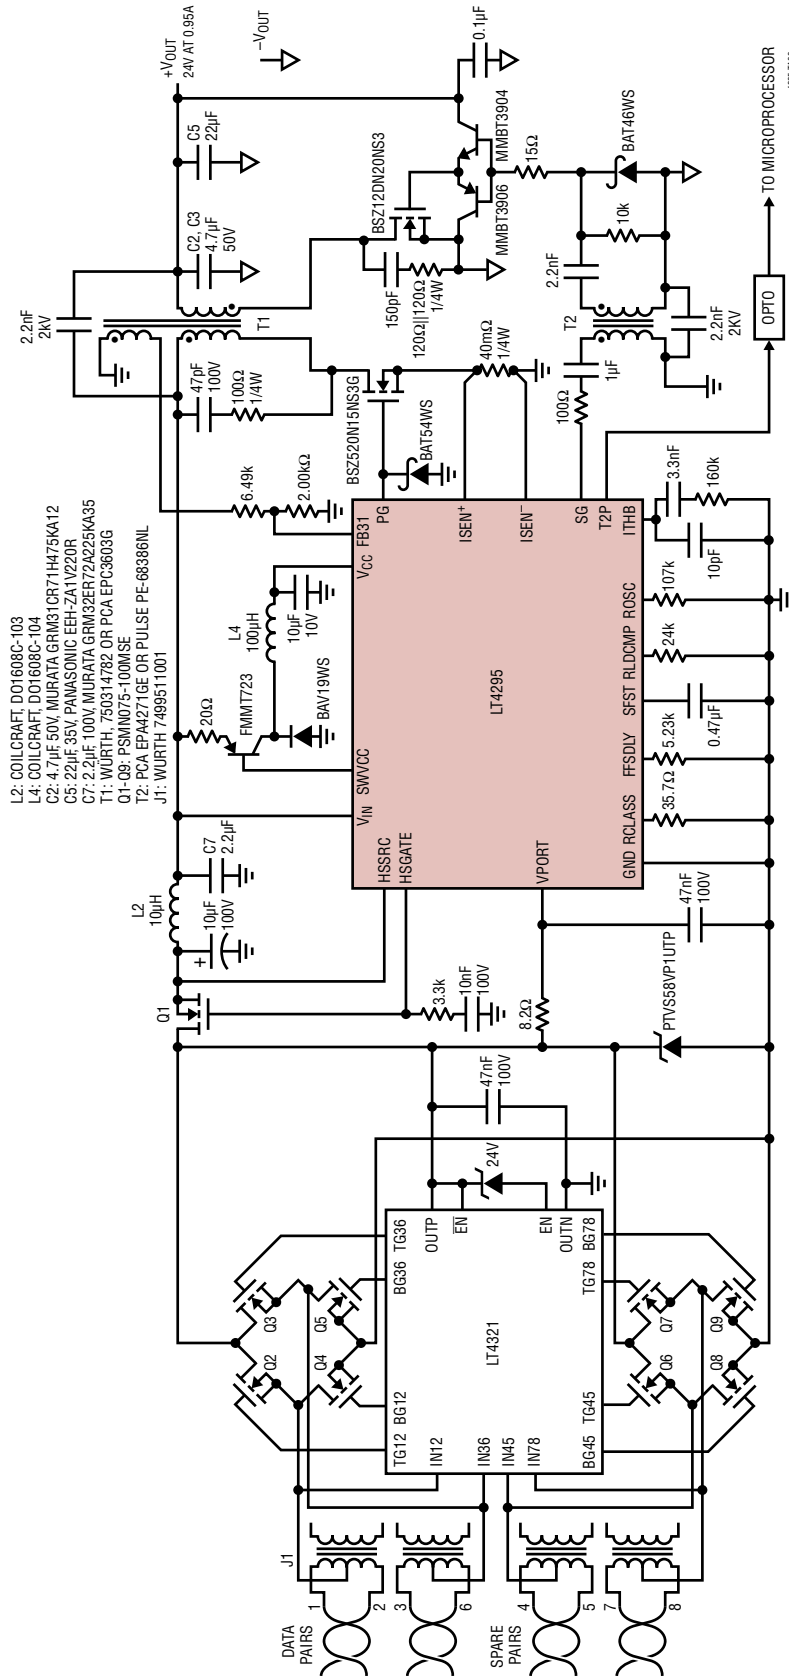 L2: COILCRAFT, DO1608C-103
L4: COILCRAFT, DO1608C-104
C2: 4.7µF, 50V, MURATA GRM31CR71H475KA12
C5: 22µF, 35V, PANASONIC EEH-ZA1V220R
C7: 2.2µF, 100V, MURATA GRM32ER72A225KA35
T1: WÜRTH, 750314782 OR PCA EPC3603G
Q1-Q9: PSMN075-100MSE
T2: PCA EPA4271GE OR PULSE PE-68386NL
J1: WURTH 7499511001
DATA
PAIRS
1
2
3
6
SPARE
PAIRS
4
5
7
8
J1
Q2
Q3
Q4
Q5
TG12
BG12
BG36
TG36
IN12
IN36
IN45
IN78
LT4321
OUTP
EN
EN
OUTN
BG45
TG45
TG78
BG78
Q6
Q7
Q8
Q9
24V
47nF
100V
Q1
3.3k
10nF
100V
8.2Ω
PTVS58VP1UTP
47nF
100V
L2
10µH
+
10µF
100V
C7
2.2µF
HSSRC
HSGATE
VPORT
VIN
SWVCC
VCC
FB31
LT4295
PG
ISEN+
ISEN−
SG
T2P
GND
RCLASS
FFSDLY
SFST
RLDCMP
ROSC
ITHB
20Ω
FMMT723
BAV19WS
L4
100µH
10µF
10V
6.49k
2.00kΩ
35.7Ω
5.23k
0.47µF
24k
107k
10pF
3.3nF
160k
2.2nF
2kV
47pF
100V
100Ω
1/4W
T1
BSZ520N15NS3G
BAT54WS
40mΩ
1/4W
100Ω
1µF
T2
2.2nF
2KV
2.2nF
10k
BAT46WS
15Ω
150pF
120Ω||120Ω
1/4W
BSZ12DN20NS3
MMBT3906
MMBT3904
0.1µF
C2, C3
4.7µF
50V
C5
22µF
+VOUT
24V AT 0.95A
−VOUT
OPTO
TO MICROPROCESSOR